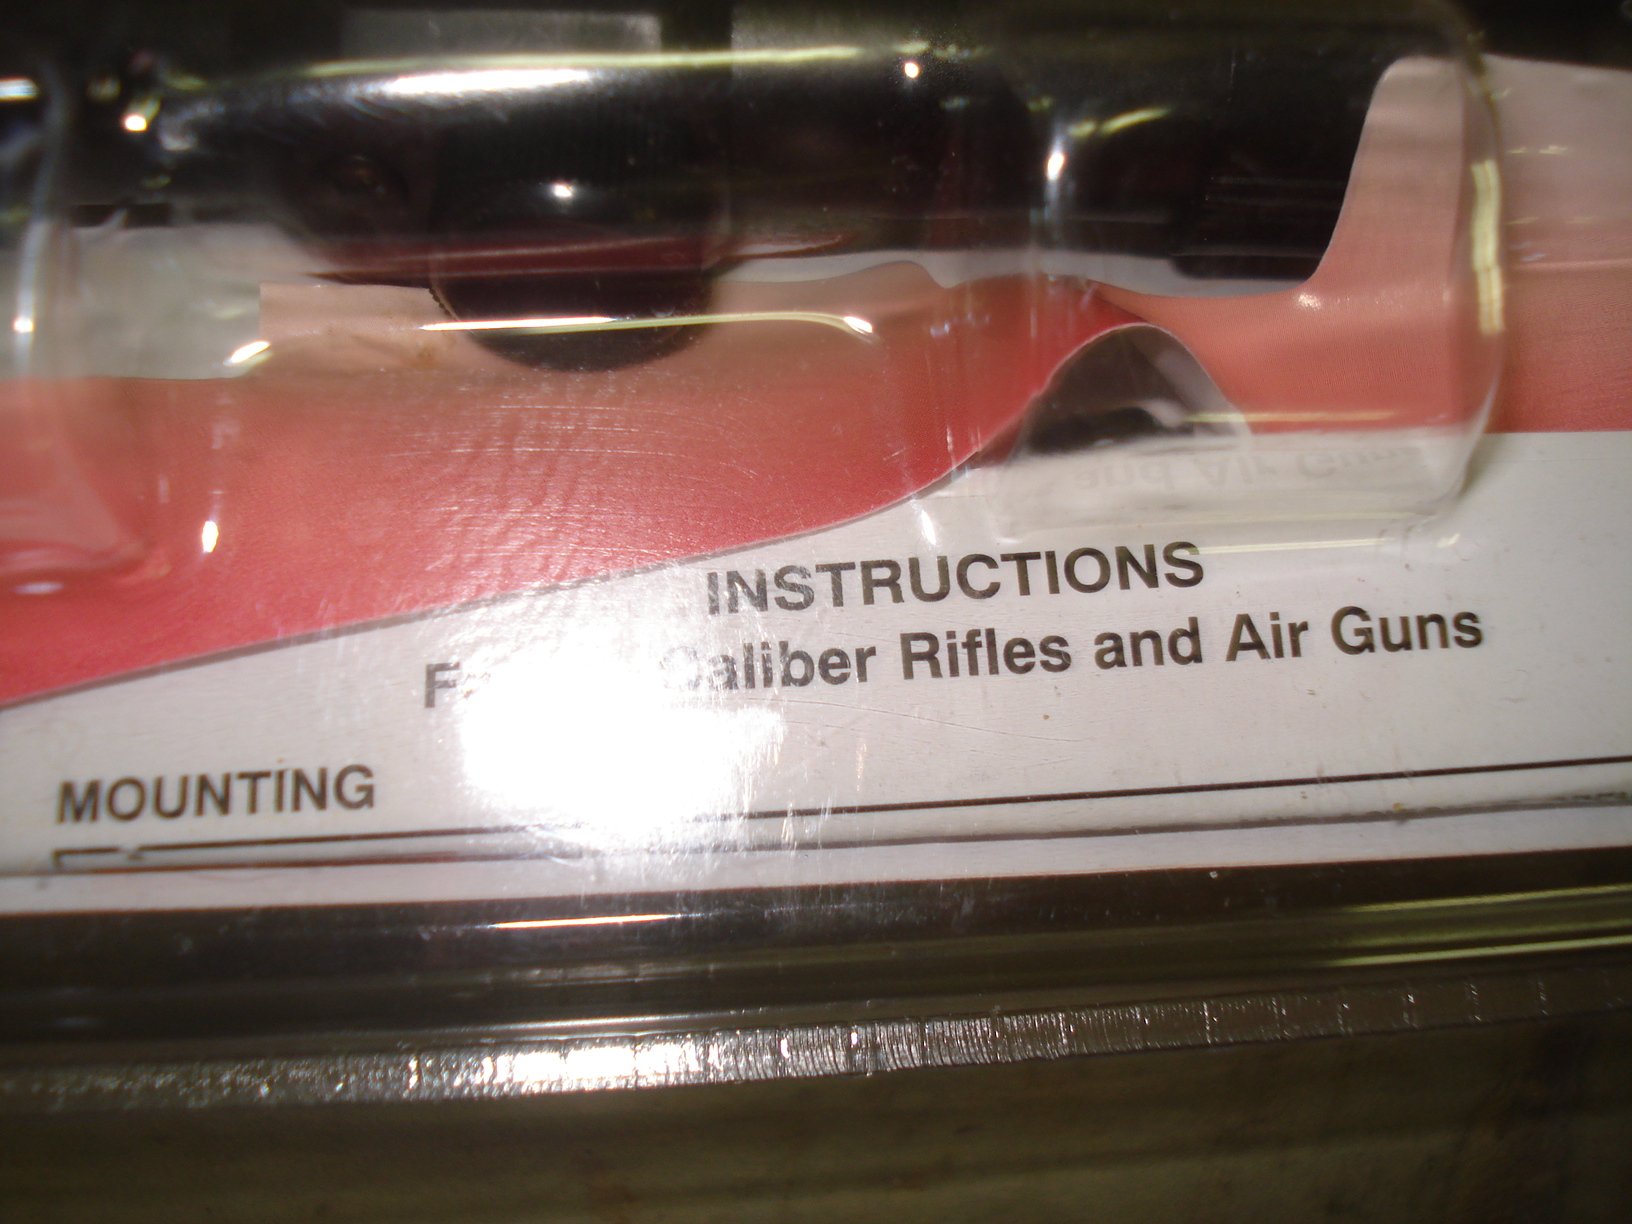 INSTRUCTIONS
Caliber Rifles and Air Guns
MOUNTING